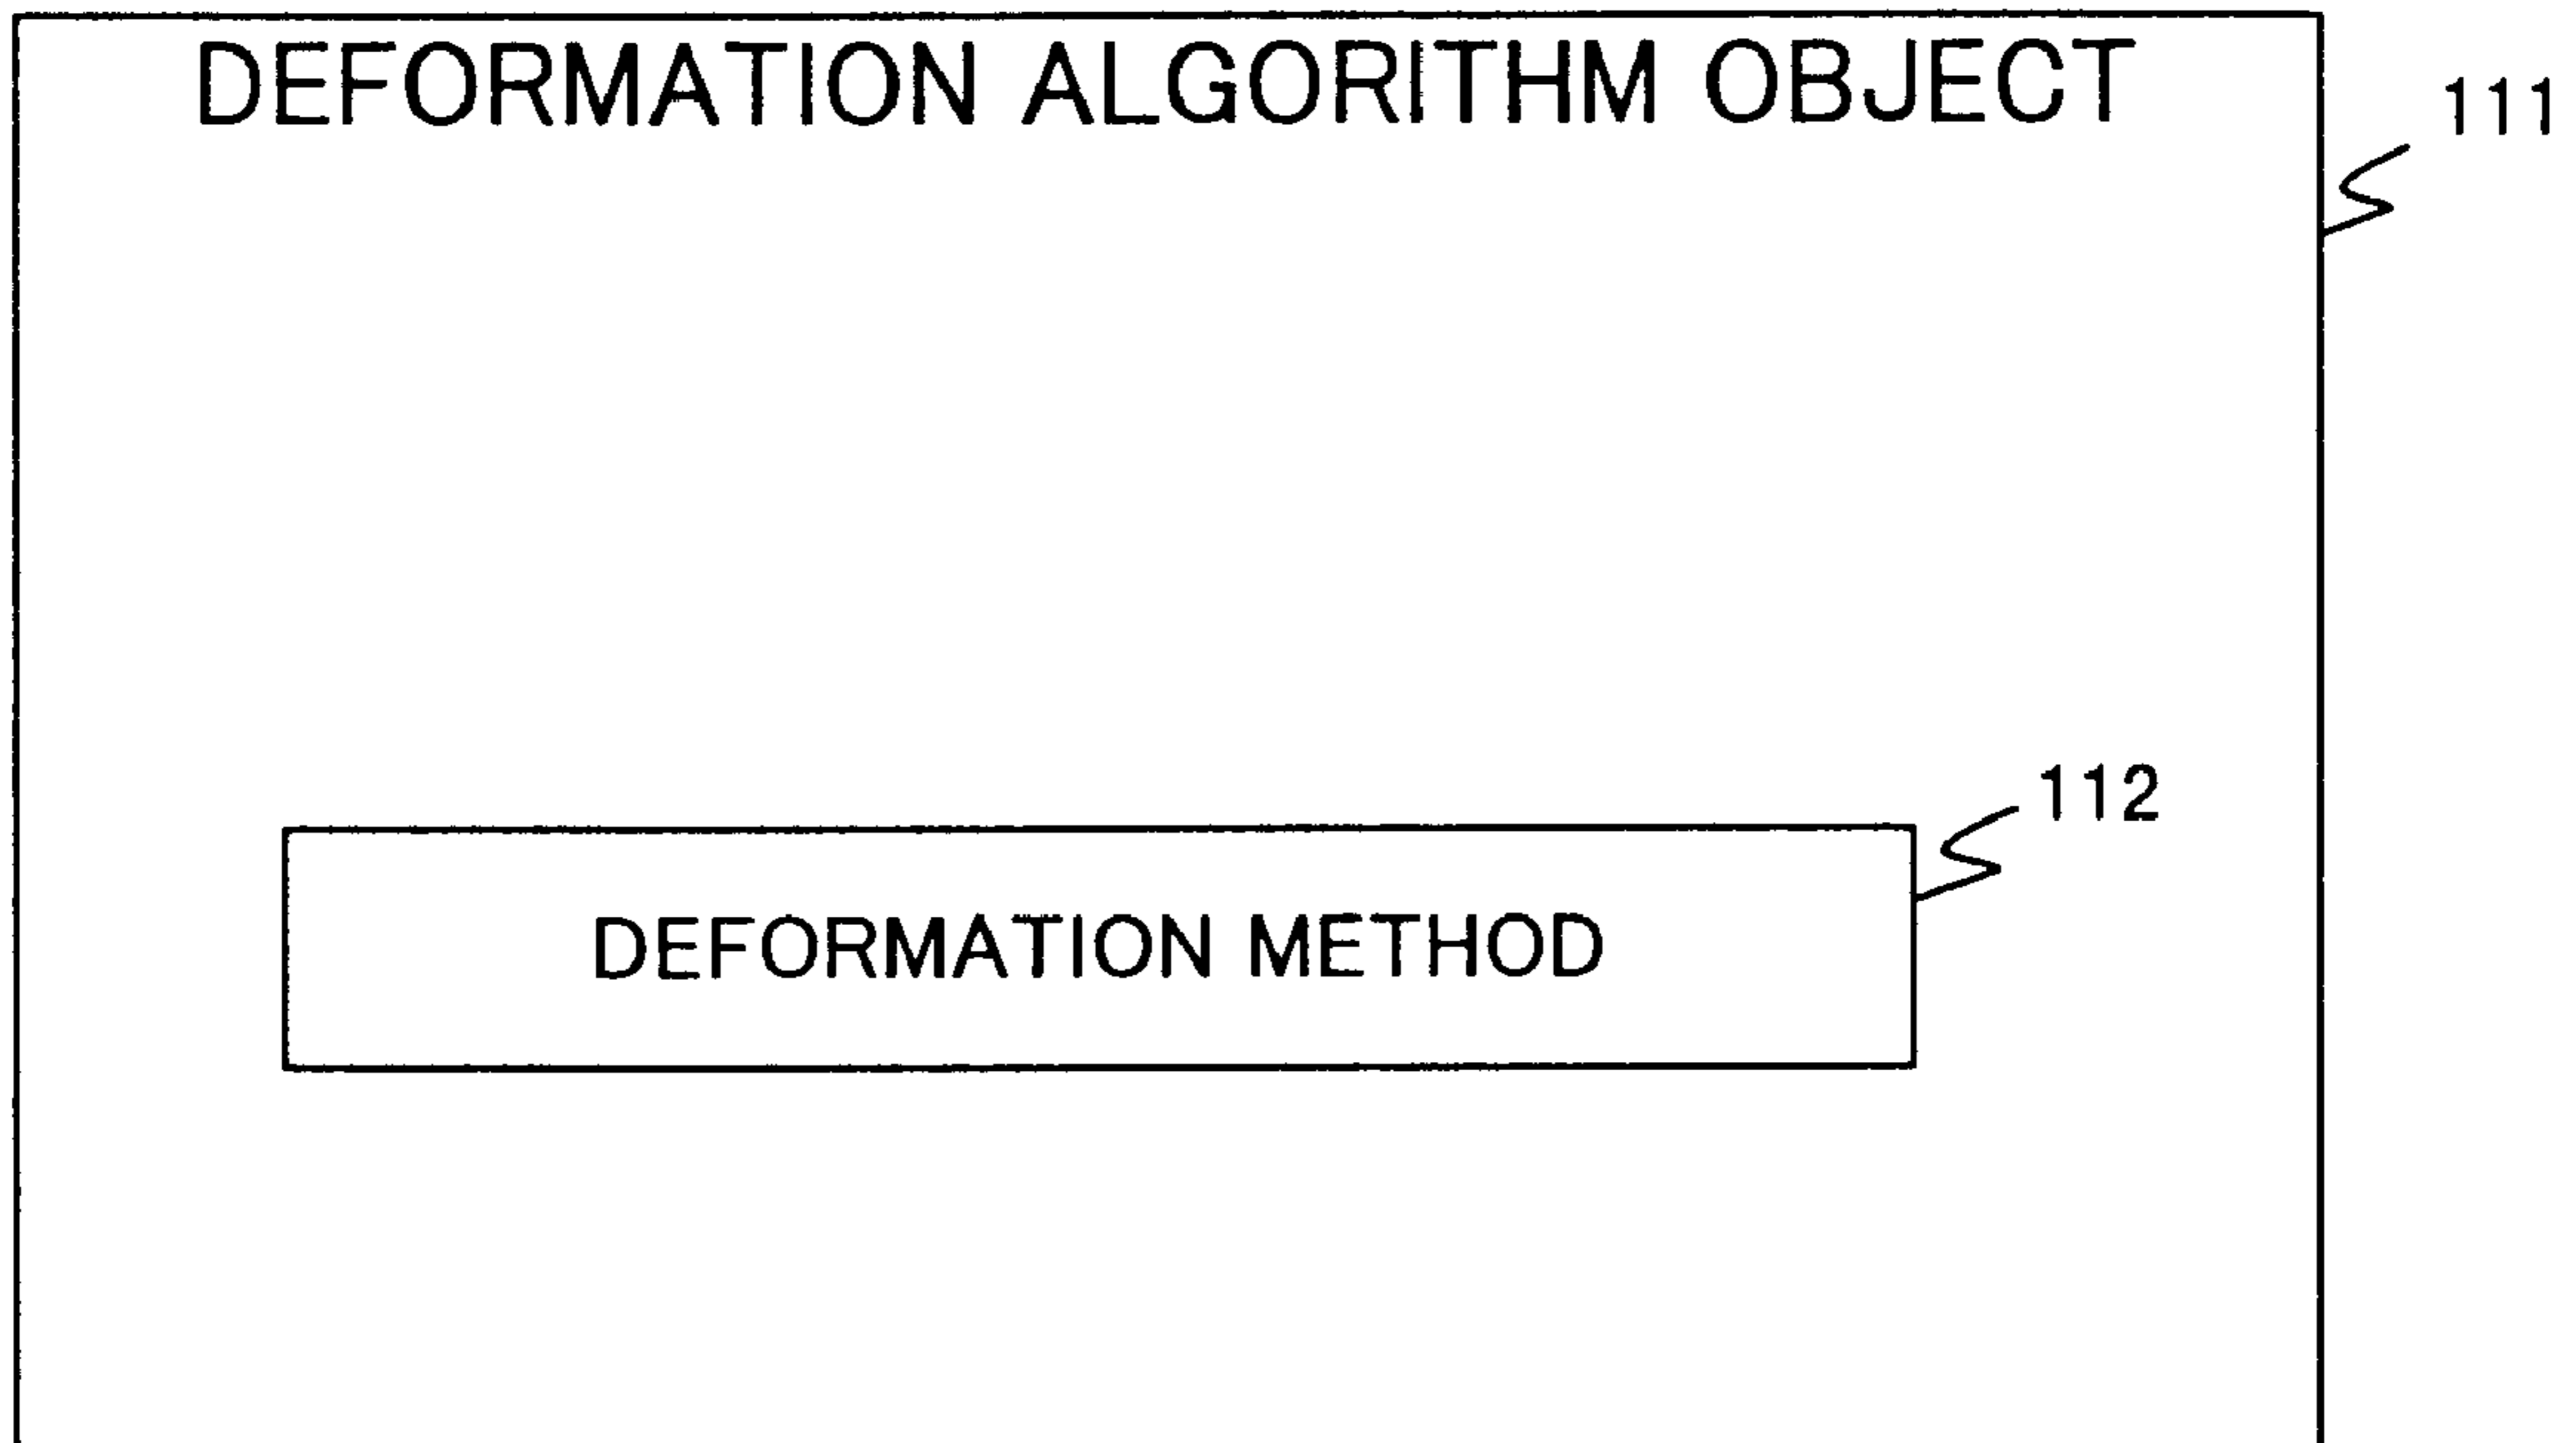 DEFORMATION ALGORITHM OBJECT
111
112
DEFORMATION METHOD